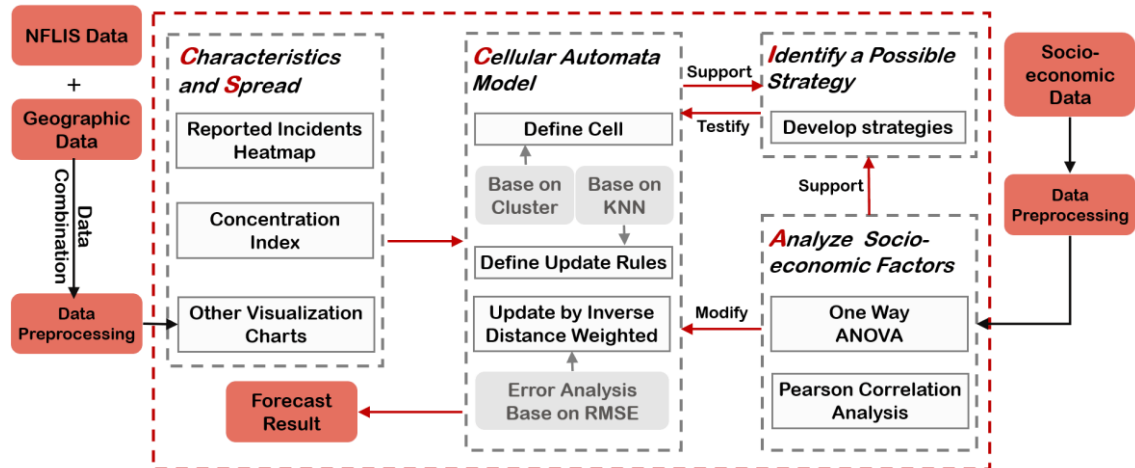 NFLIS Data
+
Geographic
Data
Data
Combination
Data
Preprocessing
Characteristics
and Spread
Reported Incidents
Heatmap
Concentration
Index
Other Visualization
Charts
Forecast
Result
Cellular Automata
Model
Define Cell
Base on
Cluster
Base on
KNN
Define Update Rules
Update by Inverse
Distance Weighted
Error Analysis
Base on RMSE
Support
Testify
Identify a Possible
Strategy
Develop strategies
Support
Analyze Socio-
economic Factors
Modify
One Way
ANOVA
Pearson Correlation
Analysis
Socio-
economic
Data
Data
Preprocessing